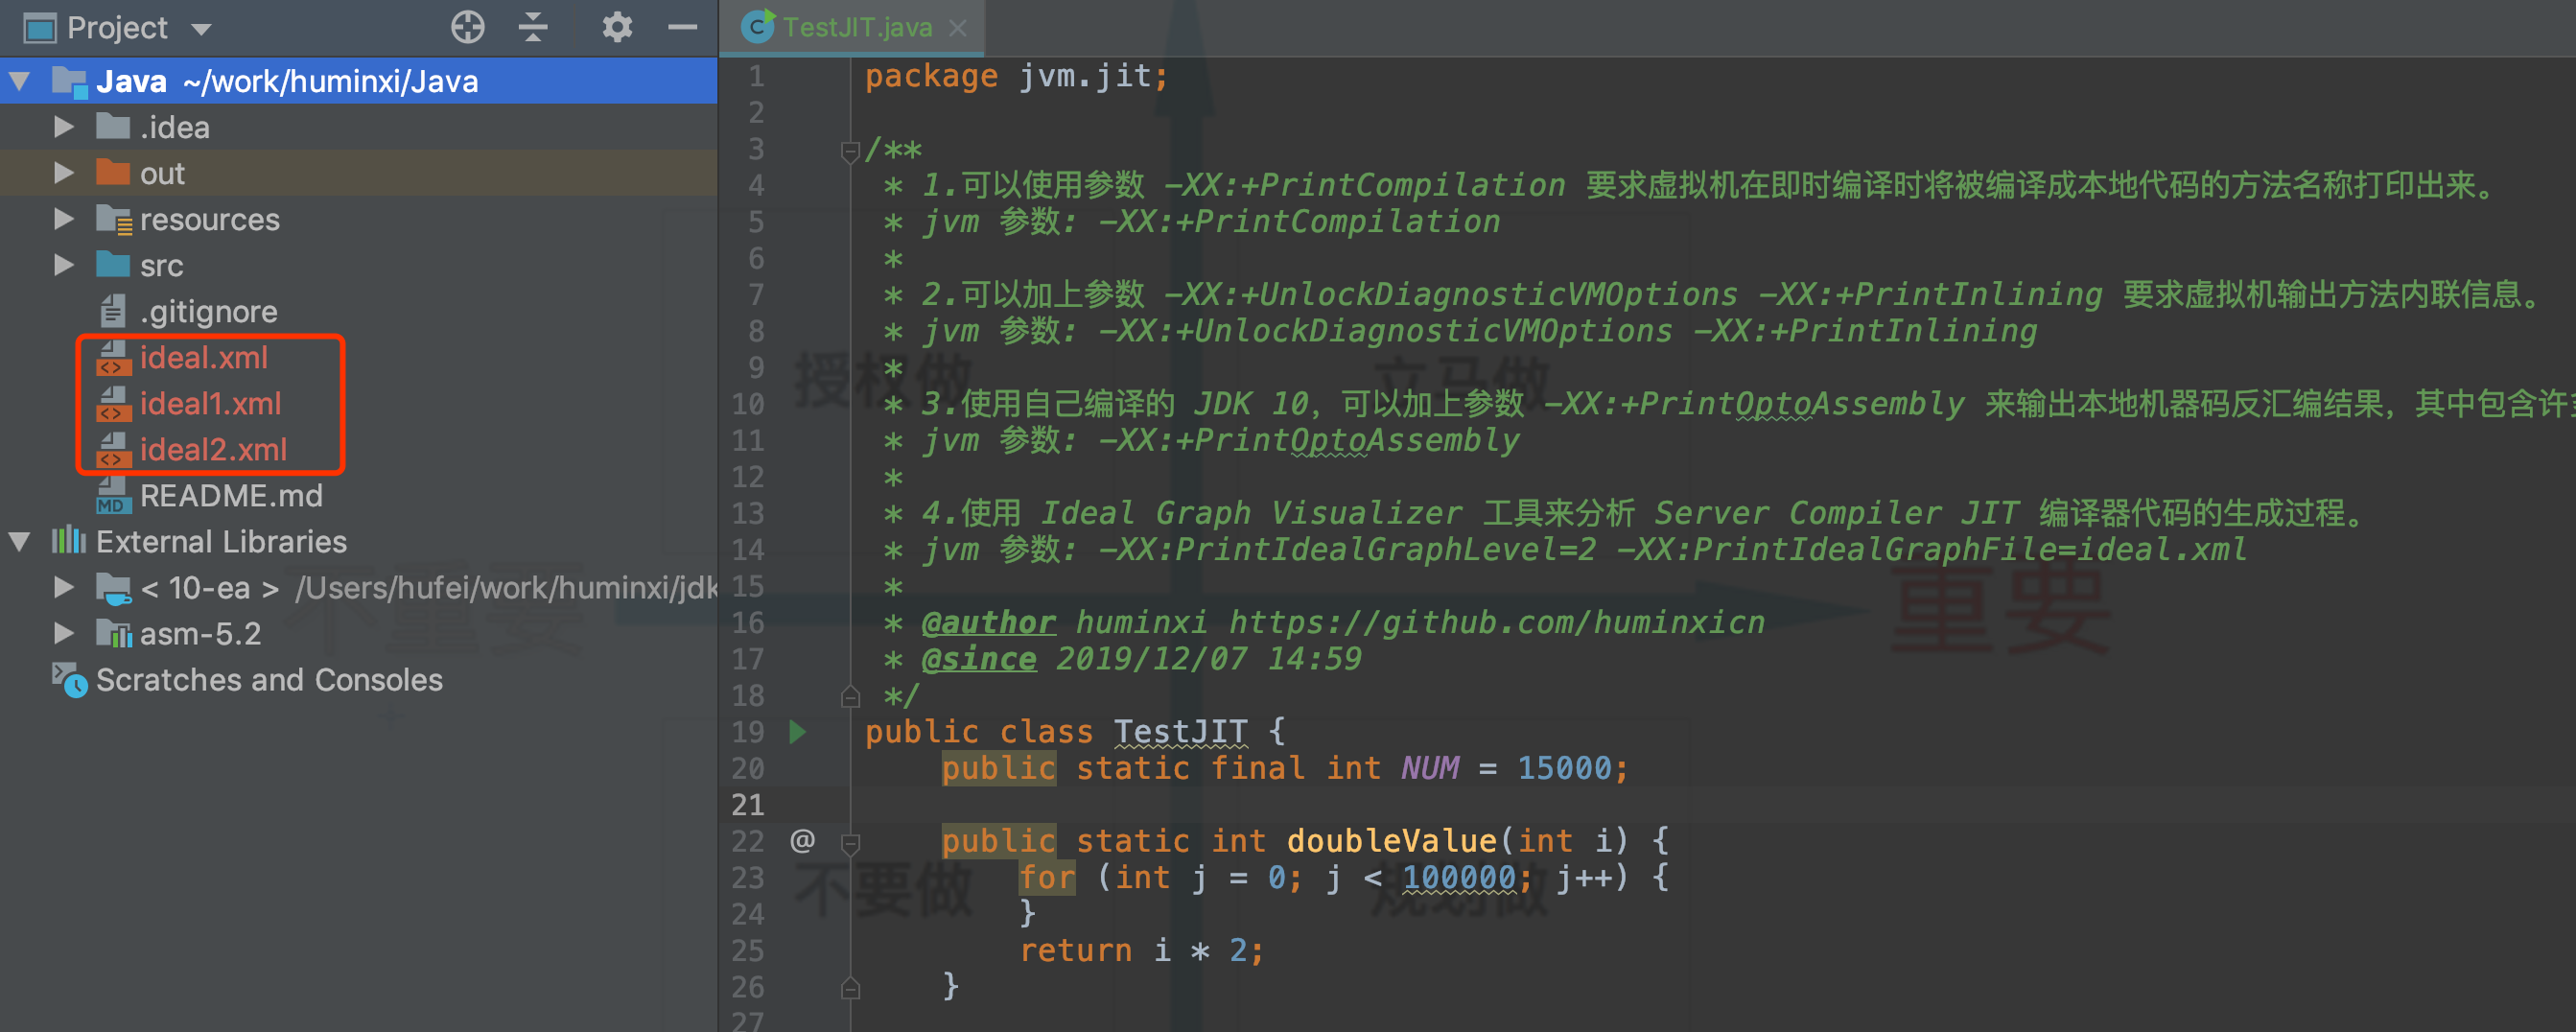 Project
Java ~/work/huminxi/Java
.idea
out
resources
src
.gitignore
ideal.xml
ideal1.xml
ideal2.xml
README.md
External Libraries
< 10-ea > /Users/hufei/work/huminxi/jdk
asm-5.2
Scratches and Consoles
TestJIT.java
1 package jvm.jit;
2
3 /**
4 * 1.可以使用参数 -XX:+PrintCompilation 要求虚拟机在即时编译时将被编译成本地代码的方法名称打印出来。
5 * jvm 参数: -XX:+PrintCompilation
6 *
7 * 2.可以加上参数 -XX:+UnlockDiagnosticVMOptions -XX:+PrintInlining 要求虚拟机输出方法内联信息。
8 * jvm 参数: -XX:+UnlockDiagnosticVMOptions -XX:+PrintInlining
9 *
10 * 3.使用自己编译的 JDK 10, 可以加上参数 -XX:+PrintOptoAssembly 来输出本地机器码反汇编结果, 其中包含许
11 * jvm 参数: -XX:+PrintOptoAssembly
12 *
13 * 4.使用 Ideal Graph Visualizer 工具来分析 Server Compiler JIT 编译器代码的生成过程。
14 * jvm 参数: -XX:PrintIdealGraphLevel=2 -XX:PrintIdealGraphFile=ideal.xml
15 *
16 * @author huminxi https://github.com/huminxicn
17 * @since 2019/12/07 14:59
18 */
19 public class TestJIT {
20 public static final int NUM = 15000;
21
22 @ public static int doubleValue(int i) {
23 for (int j = 0; j < 100000; j++) {
24 }
25 return i * 2;
26 }
27
授权做
立马做
不重要
重要
不要做
规划做